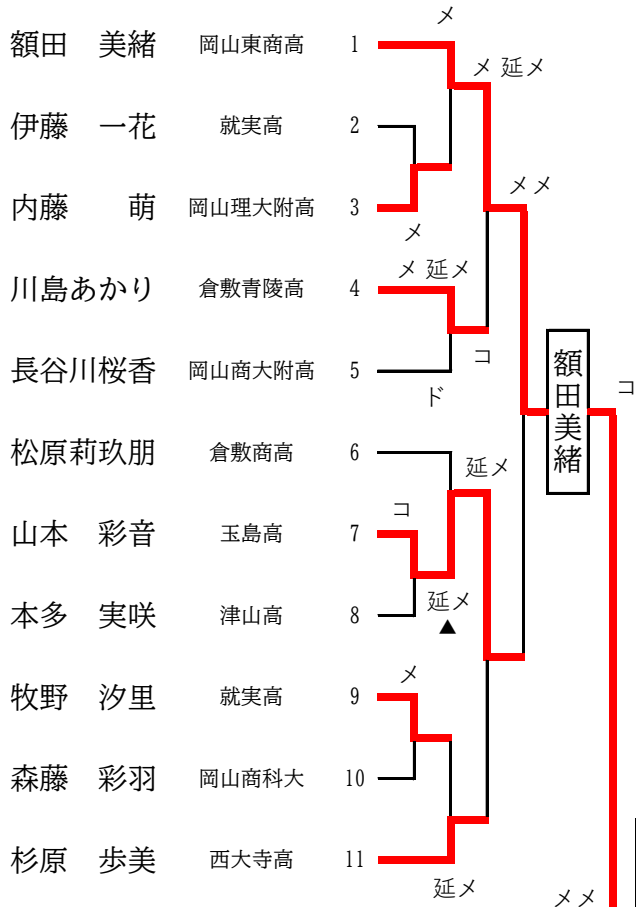 メ
額田　美緒　岡山東商高　1
メ 延メ
伊藤　一花　就実高　2
メメ
内藤　　萌　岡山理大附高　3
メ
メ 延メ
川島あかり　倉敷青陵高　4
コ
長谷川桜香　岡山商大附高　5
ド
額田美緒
コ
松原莉玖朋　倉敷商高　6
延メ
コ
山本　彩音　玉島高　7
延メ
▲
本多　実咲　津山高　8
メ
牧野　汐里　就実高　9
森藤　彩羽　岡山商科大　10
杉原　歩美　西大寺高　11
延メ
メメ